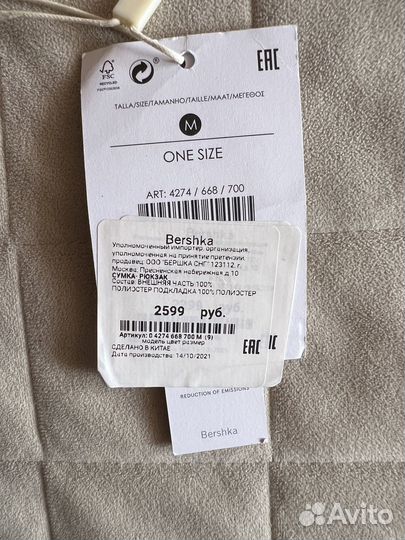 FSC
EAC
TALLA/SIZE/TAMANHO/TAILLE/MAAT/ΜΕΓΕΘΟΣ
M
ONE SIZE
ART: 4274 / 668 / 700
Bershka
Уполномоченный импортер, организация,
уполномоченная на принятие претензий,
продавец: ООО "БЕРШКА СНГ" 123112, г.
Москва, Пресненская набережная д.10
СУМКА- РЮКЗАК
Состав: ВНЕШНЯЯ ЧАСТЬ 100%
ПОЛИЭСТЕР ПОДКЛАДКА 100% ПОЛИЭСТЕР
2599 руб.
Артикул: 0 4274 668 700 M (9)
модель цвет размер
СДЕЛАНО В КИТАЕ
Дата производства: 14/10/2021
EAC
REDUCTION OF EMISSIONS
Bershka
Avito